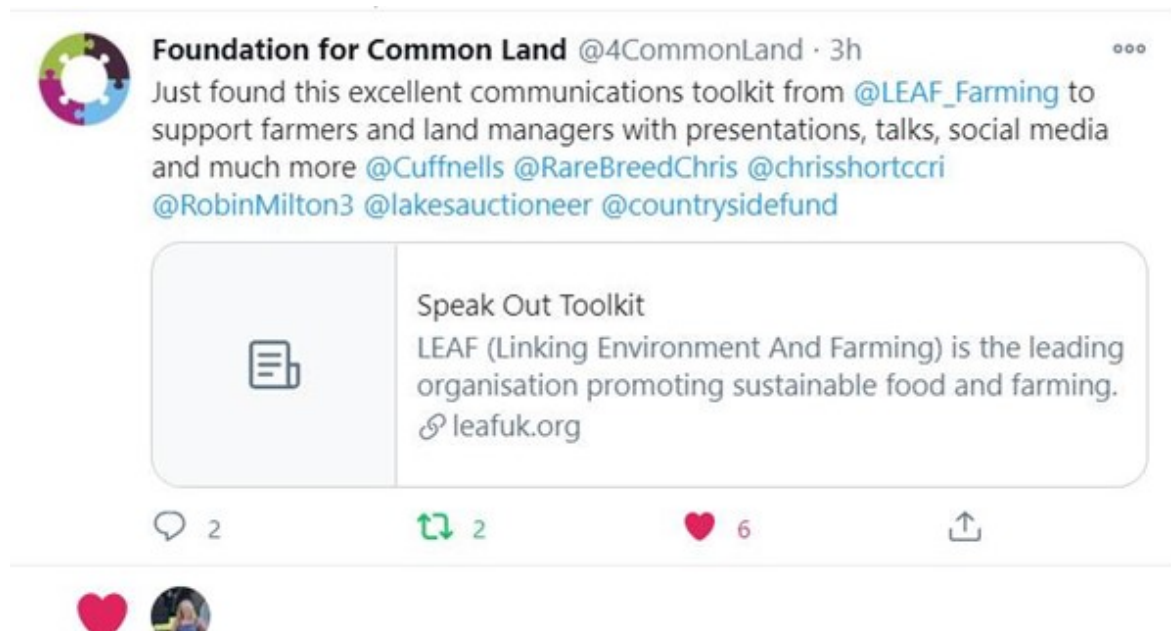 Foundation for Common Land @4CommonLand · 3h
Just found this excellent communications toolkit from @LEAF_Farming to
support farmers and land managers with presentations, talks, social media
and much more @Cuffnells @RareBreedChris @chrisshortccri
@RobinMilton3 @lakesauctioneer @countrysidefund
Speak Out Toolkit
LEAF (Linking Environment And Farming) is the leading
organisation promoting sustainable food and farming.
leafuk.org
2 2 6